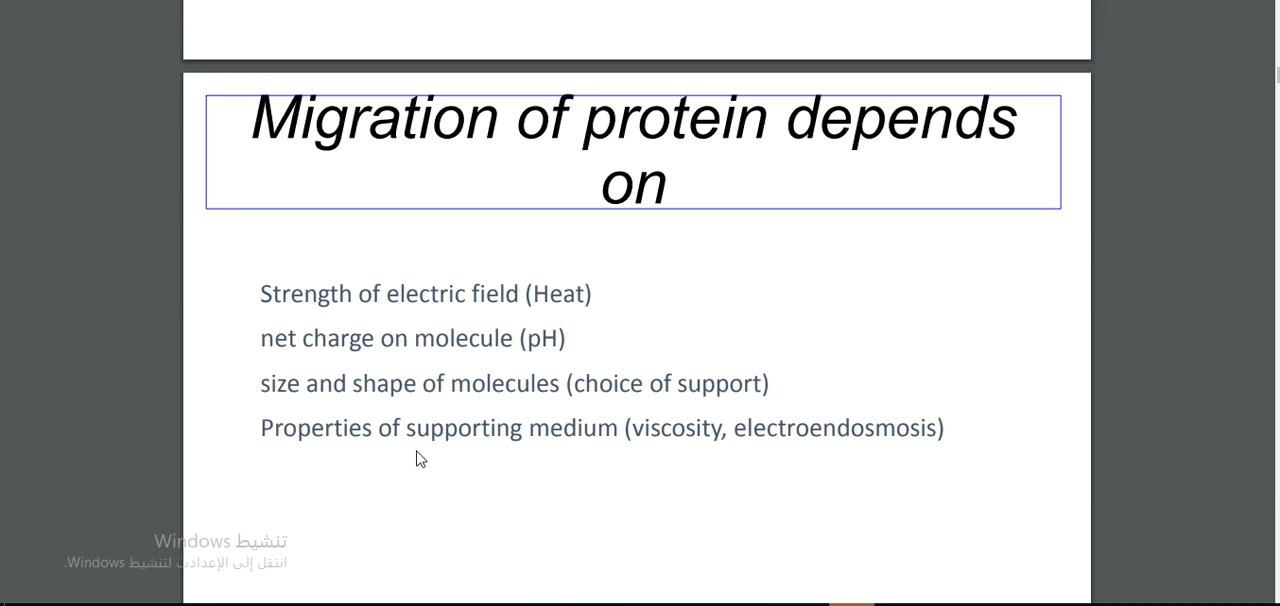 Migration of protein depends
on
Strength of electric field (Heat)
net charge on molecule (pH)
size and shape of molecules (choice of support)
Properties of supporting medium (viscosity, electroendosmosis)
تنشيط Windows
انتقل إلى الإعدادت لتنشيط Windows.